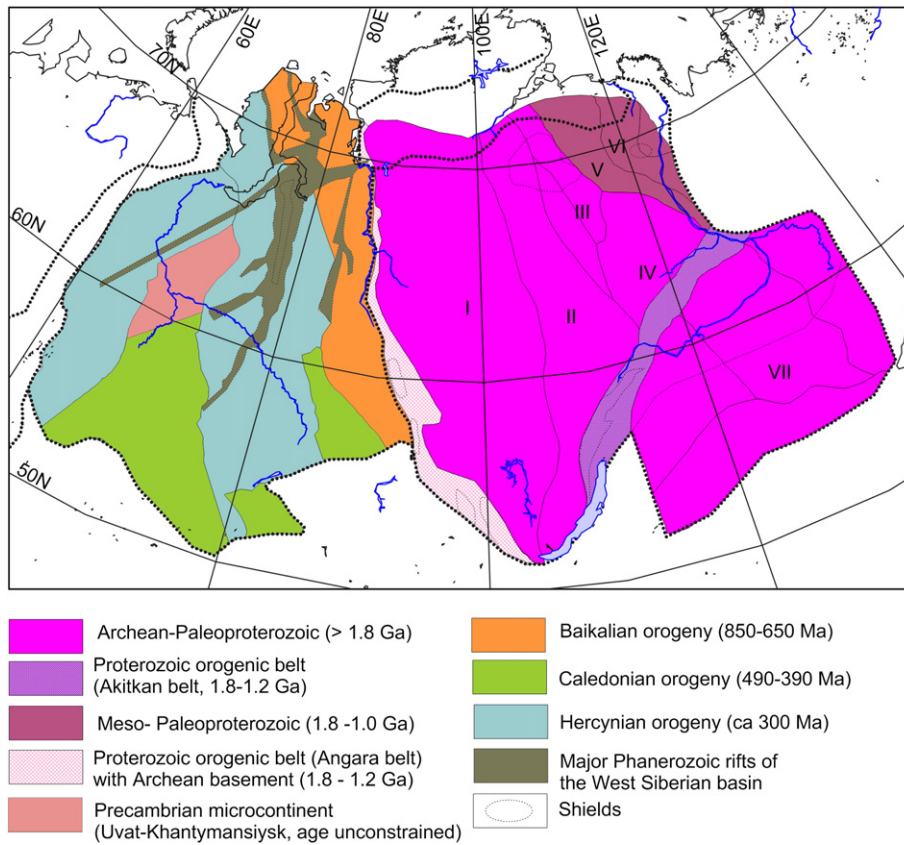 70N
60E
80E
100E
120E
60N
50N
VI
V
III
IV
I
II
VII
Archean-Paleoproterozoic (> 1.8 Ga)
Proterozoic orogenic belt
(Akitkan belt, 1.8-1.2 Ga)
Meso- Paleoproterozoic (1.8 -1.0 Ga)
Proterozoic orogenic belt (Angara belt)
with Archean basement (1.8 - 1.2 Ga)
Precambrian microcontinent
(Uvat-Khantymansiysk, age unconstrained)
Baikalian orogeny (850-650 Ma)
Caledonian orogeny (490-390 Ma)
Hercynian orogeny (ca 300 Ma)
Major Phanerozoic rifts of
the West Siberian basin
Shields